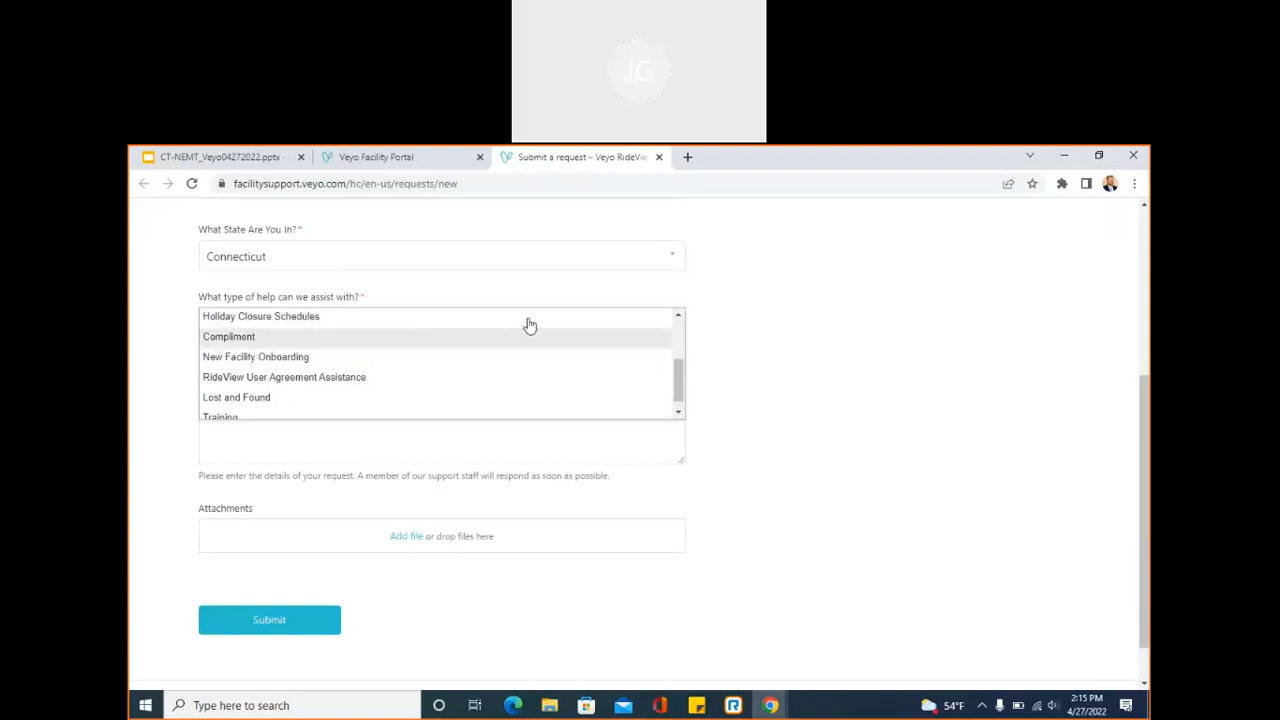 JG
CT-NEMT_Veyo04272022.pptx -
Veyo Facility Portal
Submit a request – Veyo RideVie
facilitysupport.veyo.com/hc/en-us/requests/new
What State Are You In? *
Connecticut
What type of help can we assist with? *
Holiday Closure Schedules
Compliment
New Facility Onboarding
RideView User Agreement Assistance
Lost and Found
Training
Please enter the details of your request. A member of our support staff will respond as soon as possible.
Attachments
Add file or drop files here
Submit
Type here to search
54°F
2:15 PM
4/27/2022